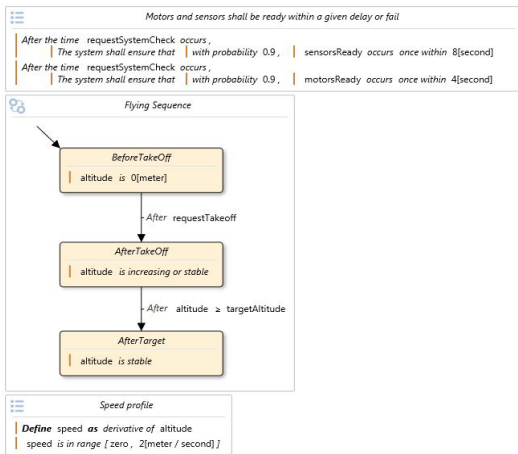 Motors and sensors shall be ready within a given delay or fail
After the time requestSystemCheck occurs ,
The system shall ensure that with probability 0.9 , sensorsReady occurs once within 8[second]
After the time requestSystemCheck occurs ,
The system shall ensure that with probability 0.9 , motorsReady occurs once within 4[second]
Flying Sequence
BeforeTakeOff
altitude is 0[meter]
After requestTakeoff
AfterTakeOff
altitude is increasing or stable
After altitude ≥ targetAltitude
AfterTarget
altitude is stable
Speed profile
Define speed as derivative of altitude
speed is in range [ zero , 2[meter / second] ]